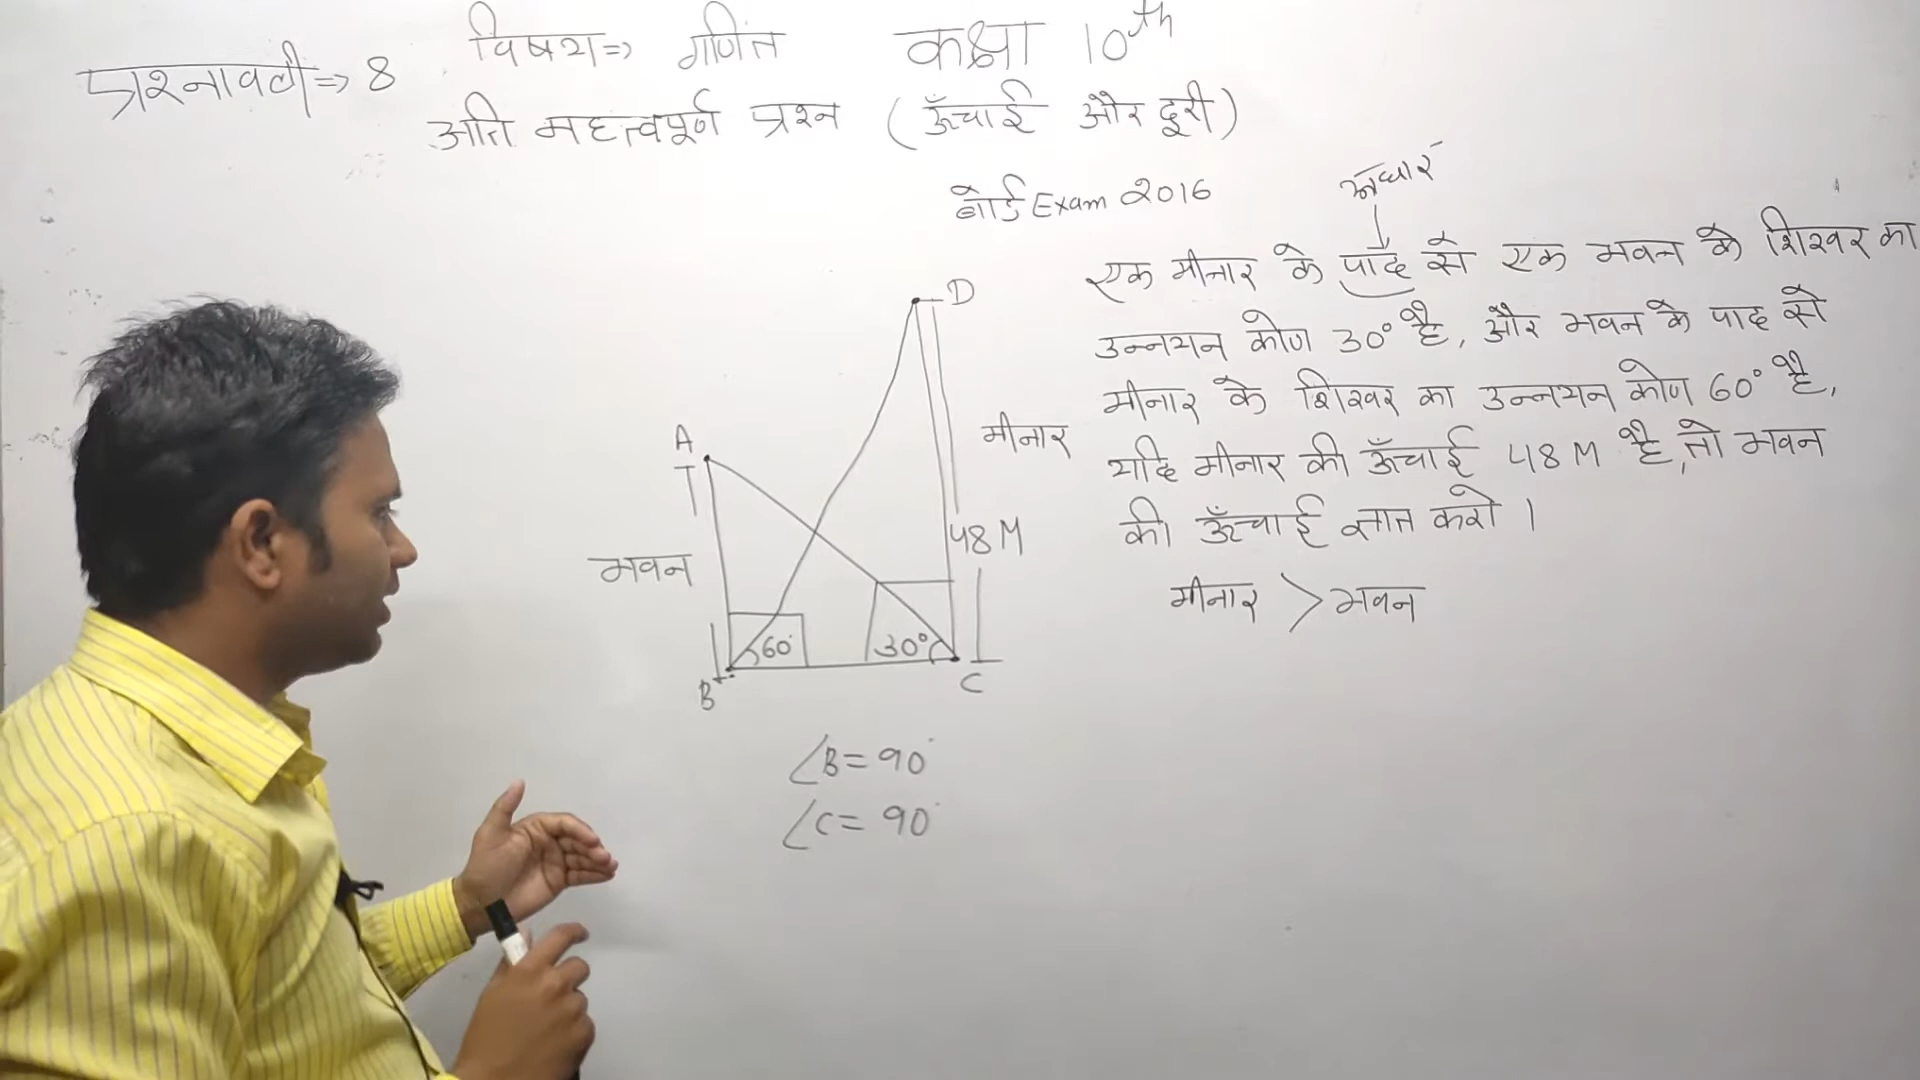 विषय=> गणित कक्षा 10th
प्रश्नावली=> 8
अति महत्वपूर्ण प्रश्न (ऊँचाई और दूरी)
बोर्ड Exam 2016
अधार
एक मीनार के पाद से एक भवन के शिखर का
उन्नयन कोण 30° है, और भवन के पाद से
मीनार के शिखर का उन्नयन कोण 60° है,
यदि मीनार की ऊँचाई 48 M है, तो भवन
की ऊँचाई ज्ञात करो ।
मीनार > भवन
D
A
मीनार
48 M
भवन
60°
30°
B
C
∠B = 90°
∠C = 90°